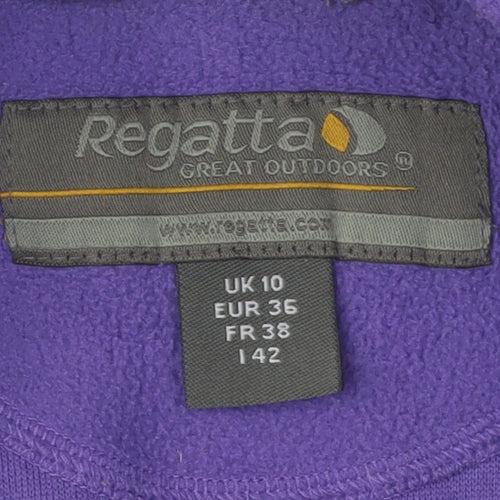 Regatta
GREAT OUTDOORS ®
www.regatta.com
UK 10
EUR 36
FR 38
I 42